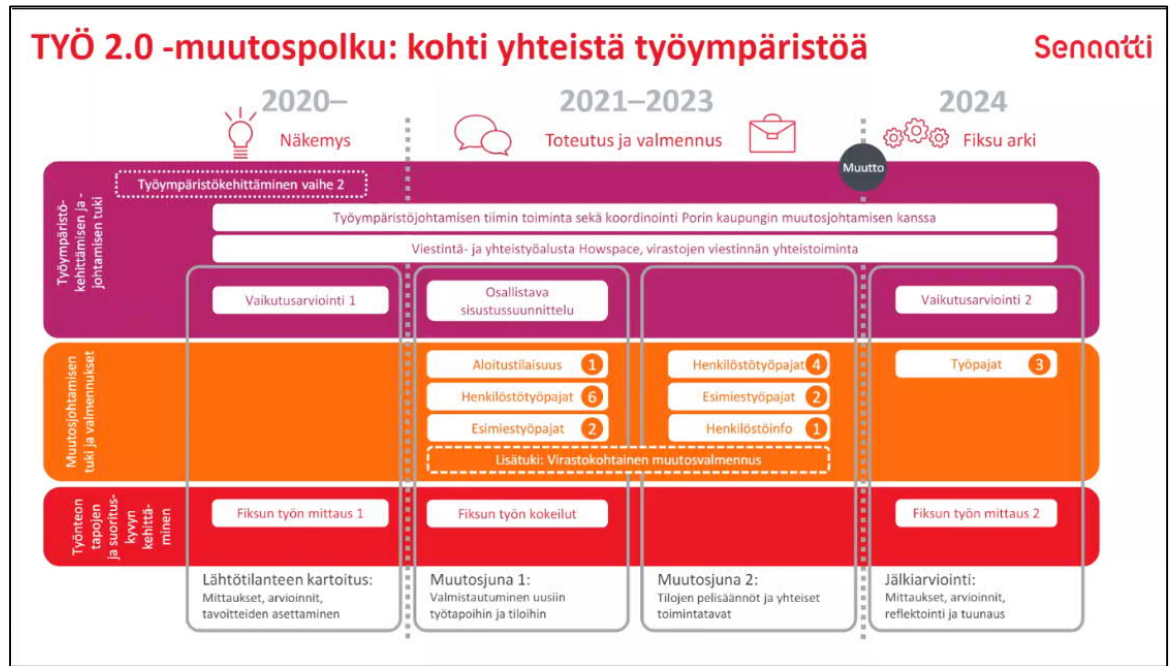 TYÖ 2.0 -muutospolku: kohti yhteistä työympäristöä
Senaatti
2020–
2021–2023
2024
Näkemys
Toteutus ja valmennus
Fiksu arki
Muutto
Työympäristö-
kehittämisen ja -
johtamisen tuki
Työympäristökehittäminen vaihe 2
Työympäristöjohtamisen tiimin toiminta sekä koordinointi Porin kaupungin muutosjohtamisen kanssa
Viestintä- ja yhteistyöalusta Howspace, virastojen viestinnän yhteistoiminta
Vaikutusarviointi 1
Osallistava
sisustussuunnittelu
Vaikutusarviointi 2
Muutosjohtamisen
tuki ja valmennukset
Aloitustilaisuus 1
Henkilöstötyöpajat 6
Esimiestyöpajat 2
Henkilöstötyöpajat 4
Esimiestyöpajat 2
Henkilöstöinfo 1
Työpajat 3
Lisätuki: Virastokohtainen muutosvalmennus
Työnteon
tapojen
ja suoritus-
kyvyn
kehittä-
minen
Fiksun työn mittaus 1
Fiksun työn kokeilut
Fiksun työn mittaus 2
Lähtötilanteen kartoitus:
Mittaukset, arvioinnit,
tavoitteiden asettaminen
Muutosjuna 1:
Valmistautuminen uusiin
työtapoihin ja tiloihin
Muutosjuna 2:
Tilojen pelisäännöt ja yhteiset
toimintatavat
Jälkiarviointi:
Mittaukset, arvioinnit,
reflektointi ja tuunaus